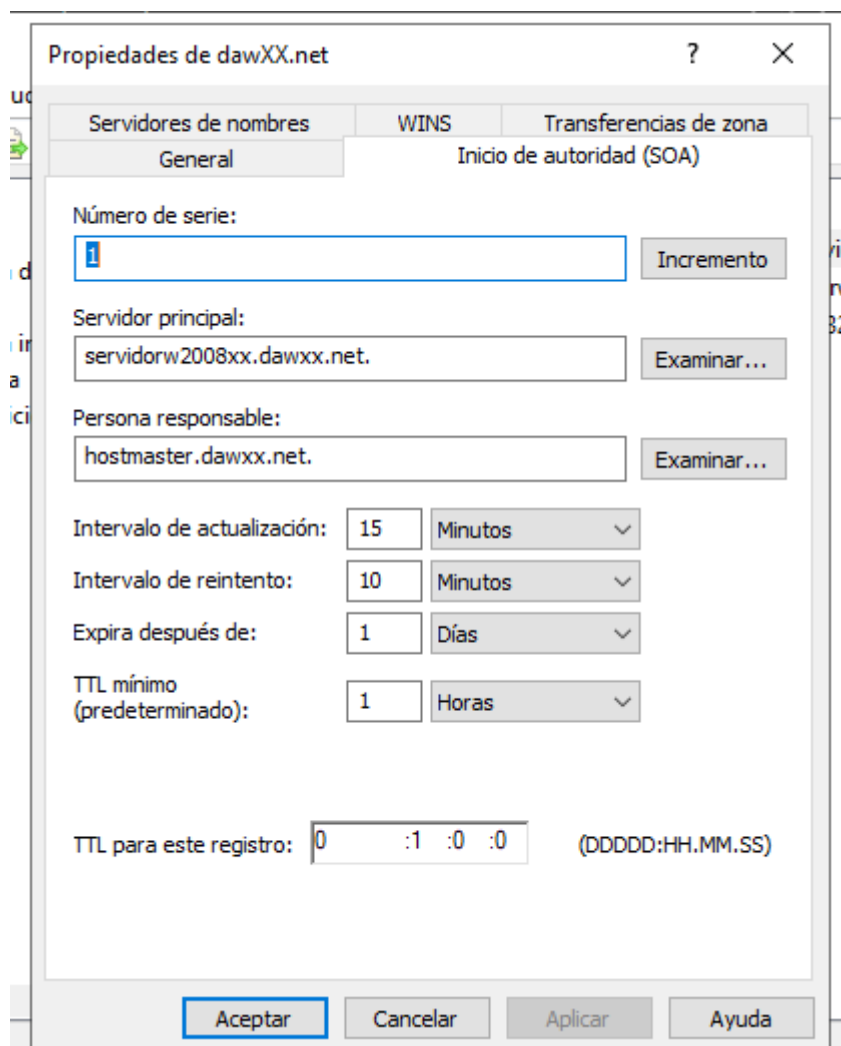 Propiedades de dawXX.net
Servidores de nombres WINS Transferencias de zona
General Inicio de autoridad (SOA)
Número de serie:
1 Incremento
Servidor principal:
servidorw2008xx.dawxx.net. Examinar...
Persona responsable:
hostmaster.dawxx.net. Examinar...
Intervalo de actualización: 15 Minutos
Intervalo de reintento: 10 Minutos
Expira después de: 1 Días
TTL mínimo
(predeterminado): 1 Horas
TTL para este registro: 0 :1 :0 :0 (DDDDD:HH.MM.SS)
Aceptar Cancelar Aplicar Ayuda